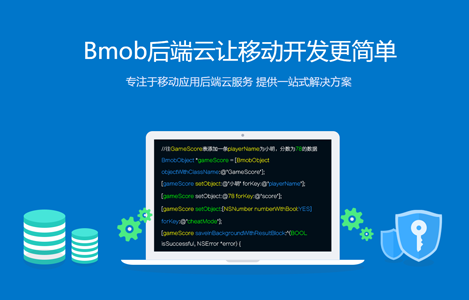 Bmob后端云让移动开发更简单
专注于移动应用后端云服务 提供一站式解决方案
//往GameScore表添加一条playerName为小明，分数为78的数据
BmobObject *gameScore = [BmobObject
objectWithClassName:@"GameScore"];
[gameScore setObject:@"小明" forKey:@"playerName"];
[gameScore setObject:@78 forKey:@"score"];
[gameScore setObject:[NSNumber numberWithBool:YES]
forKey:@"cheatMode"];
[gameScore saveInBackgroundWithResultBlock:^(BOOL
isSuccessful, NSError *error) {